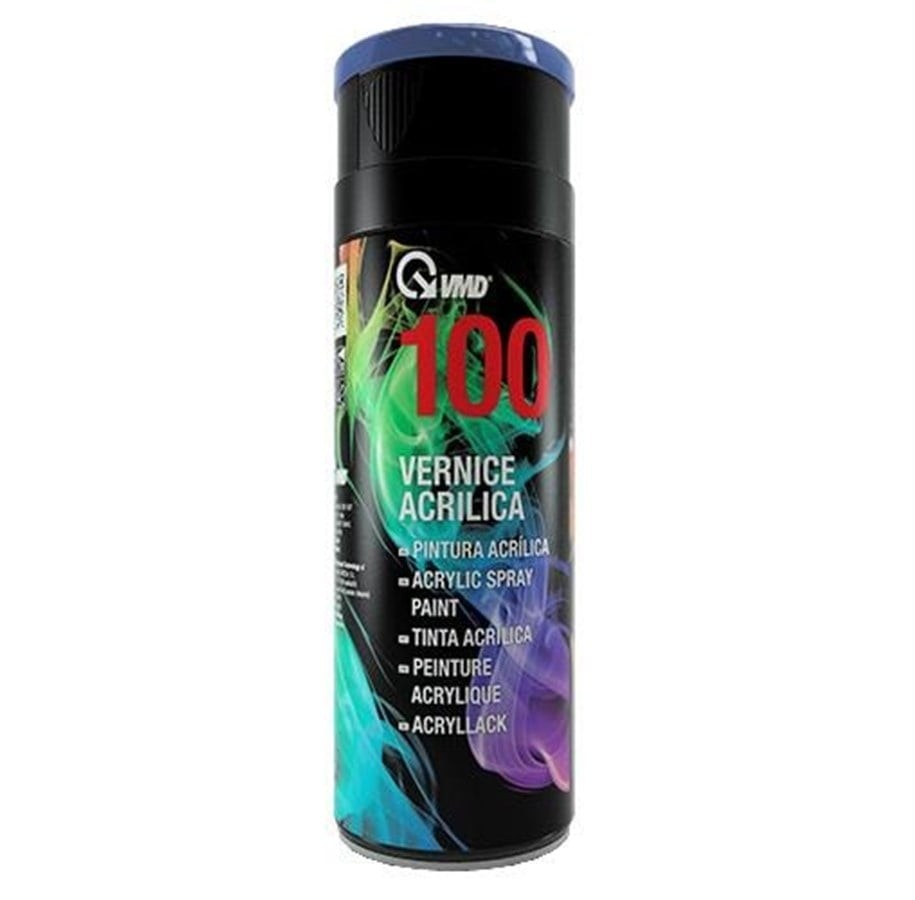 VMD®
100
VERNICE
ACRILICA
PINTURA ACRÍLICA
ACRYLIC SPRAY
PAINT
TINTA ACRÍLICA
PEINTURE
ACRYLIQUE
ACRYLLACK